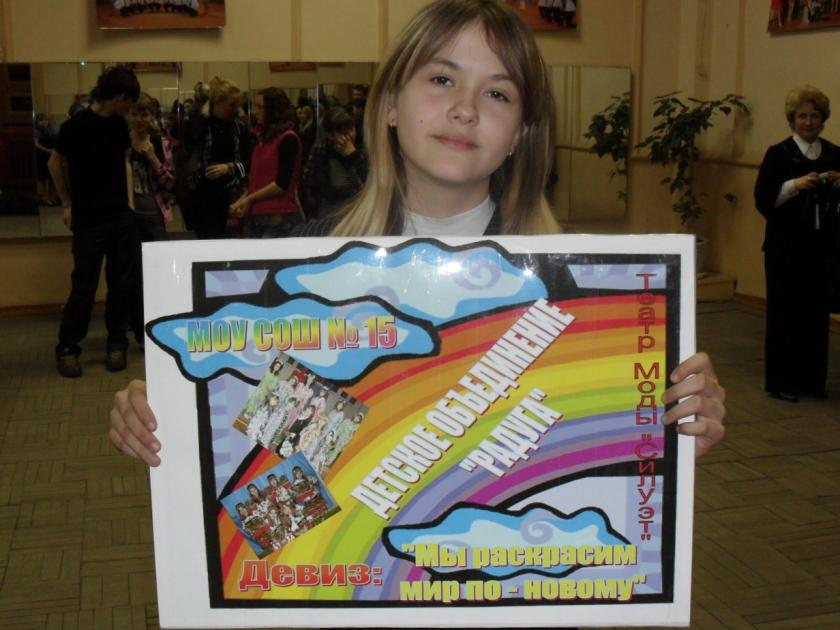 МОУ СОШ № 15
ДЕТСКОЕ ОБЪЕДИНЕНИЕ
"РАДУГА"
Театр Моды "Силуэт"
Девиз:
"Мы раскрасим
мир по - новому"